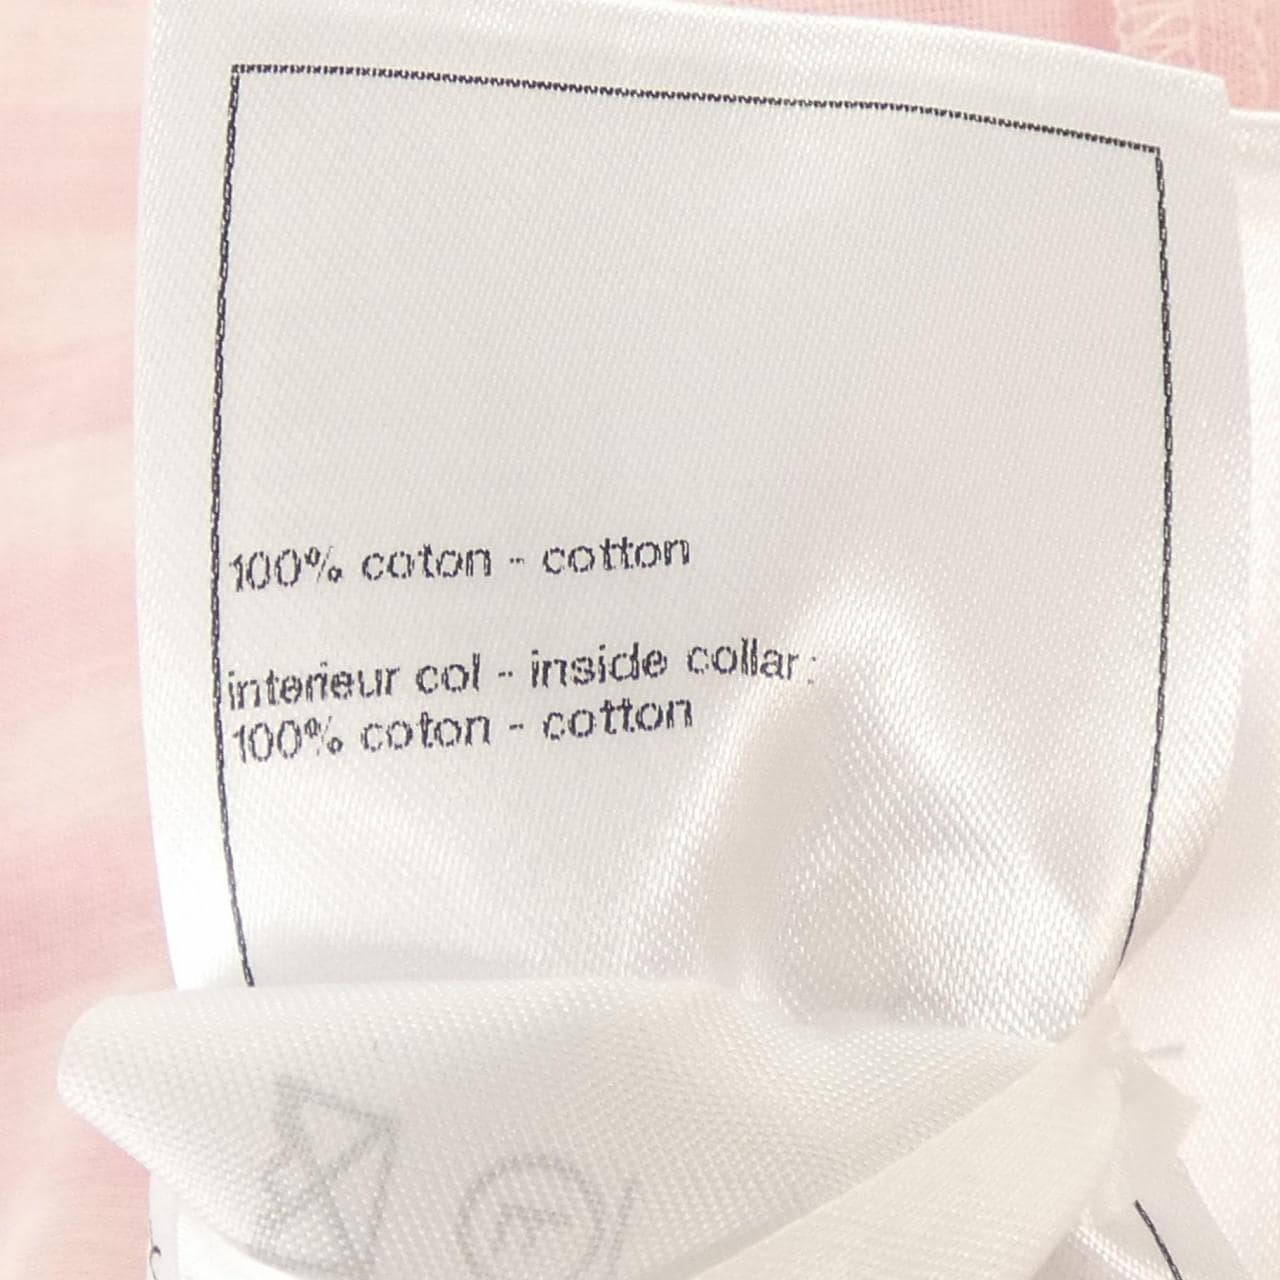 100% coton - cotton
interieur col - inside collar:
100% coton - cotton